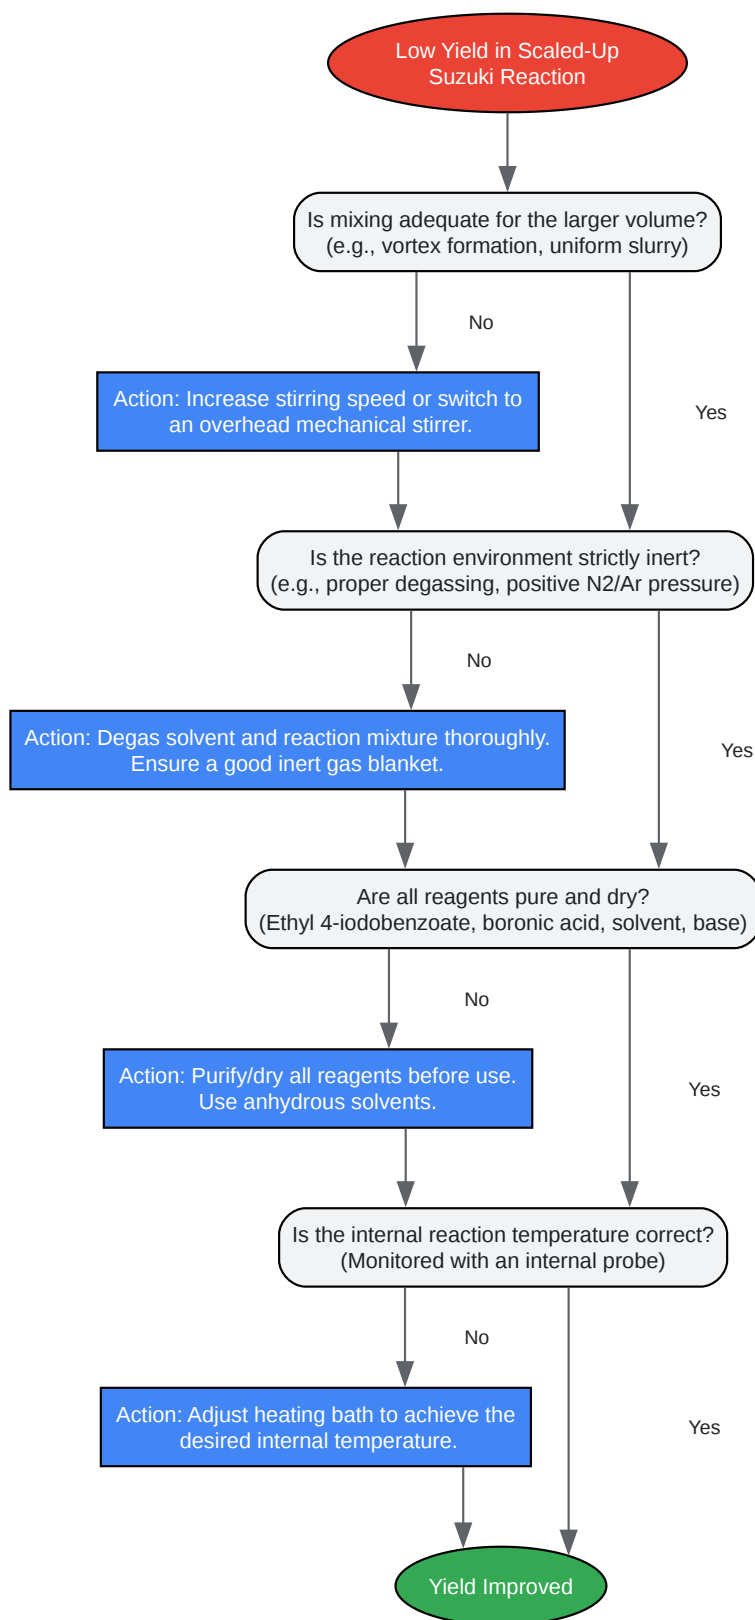 Low Yield in Scaled-Up
Suzuki Reaction
Is mixing adequate for the larger volume?
(e.g., vortex formation, uniform slurry)
No
Action: Increase stirring speed or switch to
an overhead mechanical stirrer.
Yes
Is the reaction environment strictly inert?
(e.g., proper degassing, positive N2/Ar pressure)
No
Action: Degas solvent and reaction mixture thoroughly.
Ensure a good inert gas blanket.
Yes
Are all reagents pure and dry?
(Ethyl 4-iodobenzoate, boronic acid, solvent, base)
No
Action: Purify/dry all reagents before use.
Use anhydrous solvents.
Yes
Is the internal reaction temperature correct?
(Monitored with an internal probe)
No
Action: Adjust heating bath to achieve the
desired internal temperature.
Yes
Yield Improved